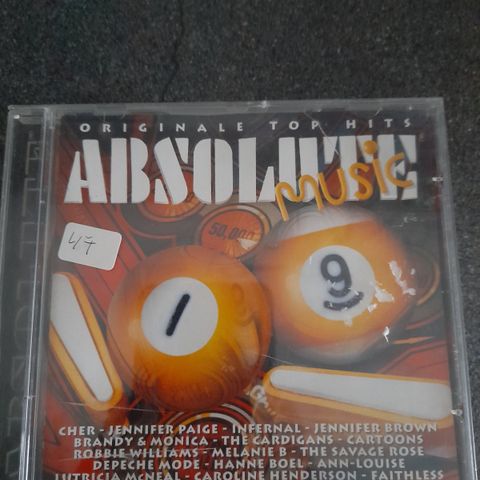 ORIGINALE TOP HITS
ABSOLUTE
music
47
50,000
1 9
CHER - JENNIFER PAIGE - INFERNAL - JENNIFER BROWN
BRANDY & MONICA - THE CARDIGANS - CARTOONS
ROBBIE WILLIAMS - MELANIE B - THE SAVAGE ROSE
DEPECHE MODE - HANNE BOEL - ANN-LOUISE
LUTRICIA McNEAL - CAROLINE HENDERSON - FAITHLESS